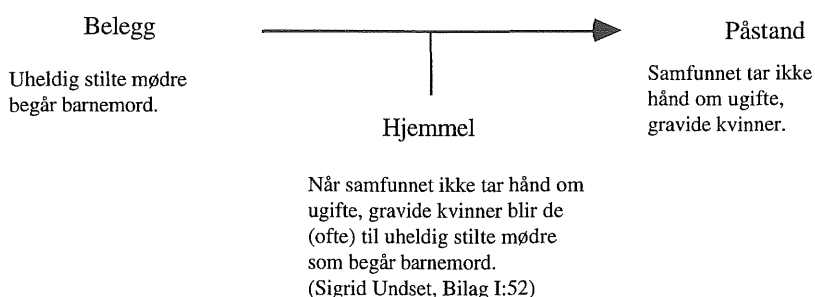 Belegg
Påstand
Uheldig stilte mødre
begår barnemord.
Samfunnet tar ikke
hånd om ugifte,
gravide kvinner.
Hjemmel
Når samfunnet ikke tar hånd om
ugifte, gravide kvinner blir de
(ofte) til uheldig stilte mødre
som begår barnemord.
(Sigrid Undset, Bilag I:52)